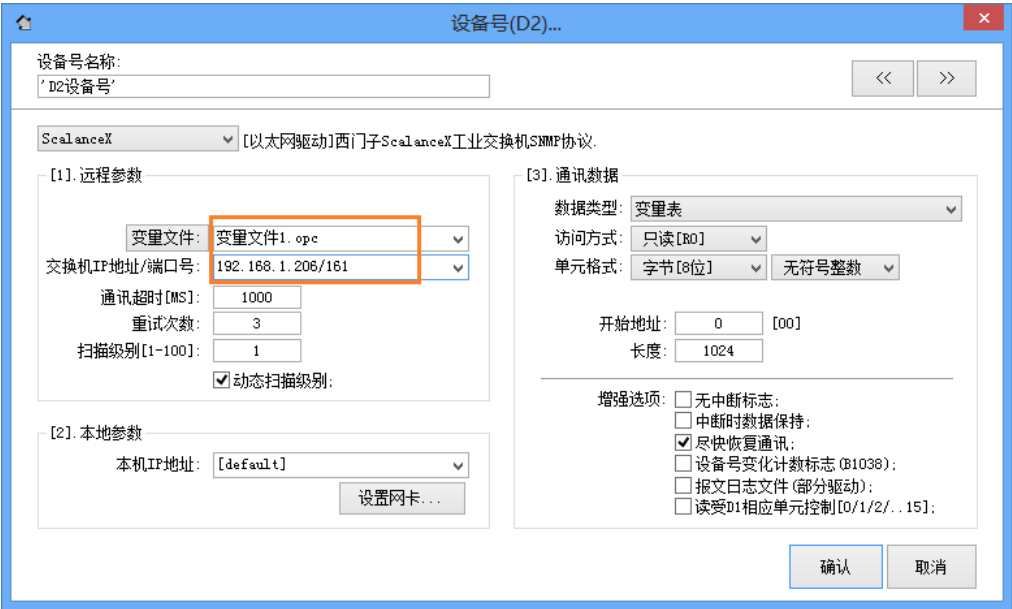 设备号(D2)...
设备号名称:
'D2设备号'
<< >>
ScalanceX [以太网驱动]西门子ScalanceX工业交换机SNMP协议.
[1].远程参数
变量文件: 变量文件1.opc
交换机IP地址/端口号: 192.168.1.206/161
通讯超时[MS]: 1000
重试次数: 3
扫描级别[1-100]: 1
动态扫描级别;
[2].本地参数
本机IP地址: [default]
设置网卡...
[3].通讯数据
数据类型: 变量表
访问方式: 只读[RO]
单元格式: 字节[8位] 无符号整数
开始地址: 0 [00]
长度: 1024
增强选项: 无中断标志;
中断时数据保持;
尽快恢复通讯;
设备号变化计数标志(B1038);
报文日志文件(部分驱动);
读受D1相应单元控制[0/1/2/..15];
确认 取消